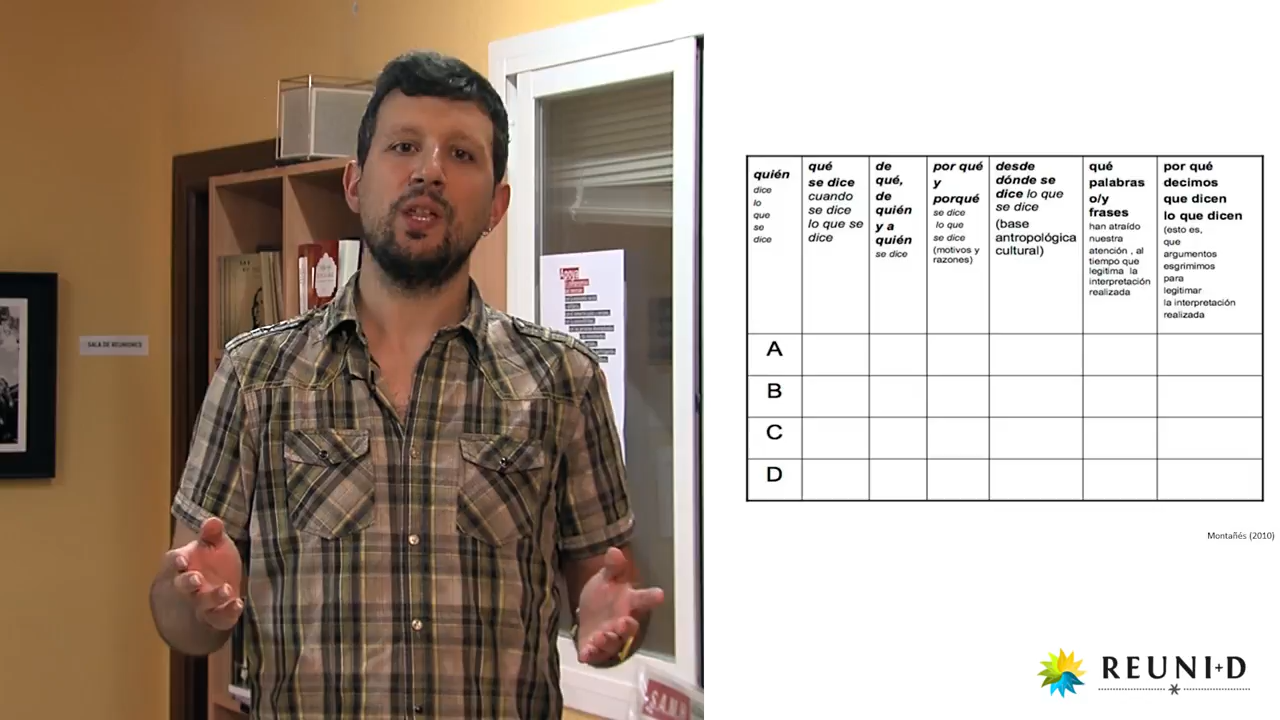 SALA DE REUNIONES
quién
dice
lo
que
se
dice
qué
se dice
cuando
se dice
lo que se
dice
de
qué,
de
quién
y a
quién
se dice
por qué
y
porqué
se dice
lo que
se dice
(motivos y
razones)
desde
dónde se
dice lo que
se dice
(base
antropológica
cultural)
qué
palabras
o/y
frases
han atraído
nuestra
atención , al
tiempo que
legitima la
interpretación
realizada
por qué
decimos
que dicen
lo que dicen
(esto es,
que
argumentos
esgrimimos
para
legitimar
la interpretación
realizada
A
B
C
D
Montañés (2010)
REUNI+D